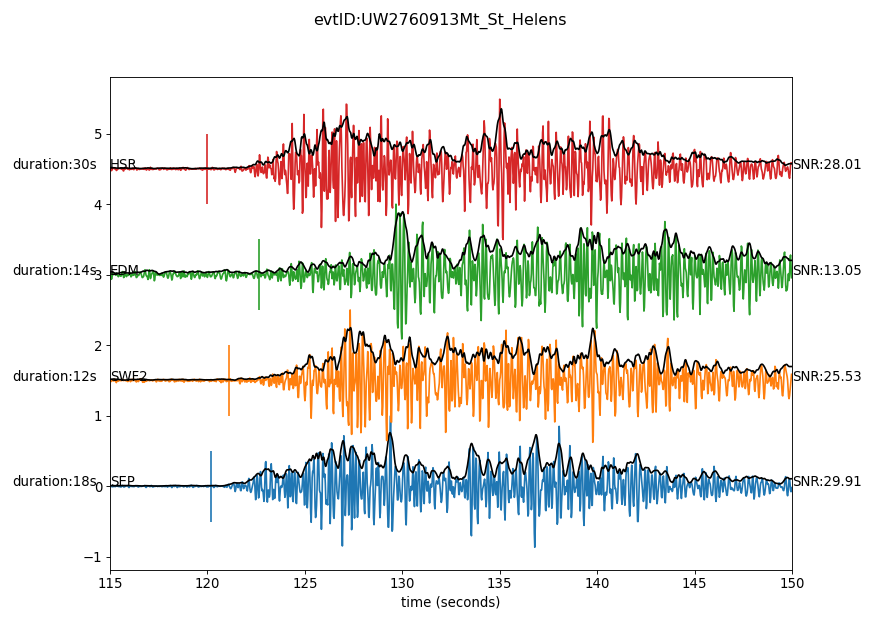 evtID:UW2760913Mt_St_Helens
5
duration:30s HSR SNR:28.01
4
duration:14s EDM SNR:13.05
3
2
duration:12s SWF2 SNR:25.53
1
duration:18s SEP SNR:29.91
0
−1
115 120 125 130 135 140 145 150
time (seconds)